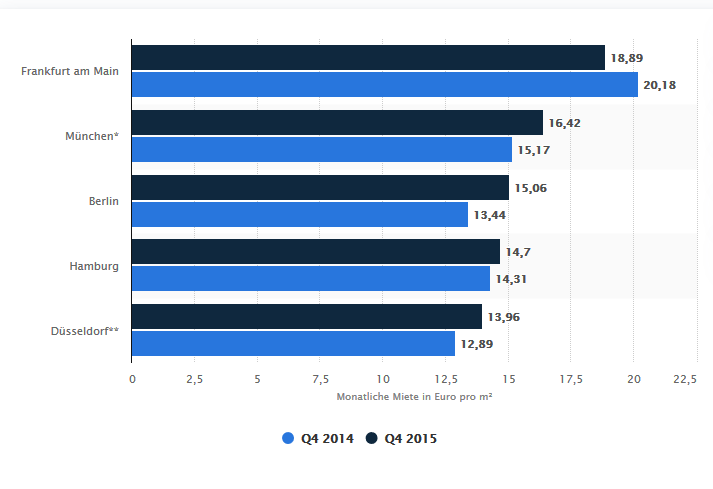 18,89
Frankfurt am Main
20,18
16,42
München*
15,17
15,06
Berlin
13,44
14,7
Hamburg
14,31
13,96
Düsseldorf**
12,89
0 2,5 5 7,5 10 12,5 15 17,5 20 22,5
Monatliche Miete in Euro pro m²
Q4 2014 Q4 2015